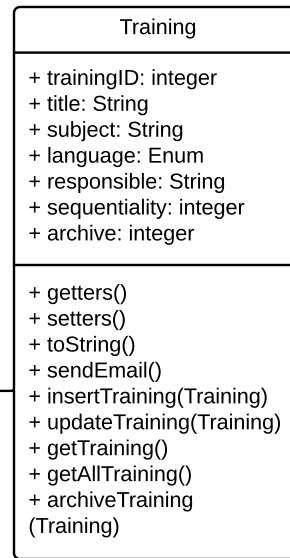 Training
+ trainingID: integer
+ title: String
+ subject: String
+ language: Enum
+ responsible: String
+ sequentiality: integer
+ archive: integer
+ getters()
+ setters()
+ toString()
+ sendEmail()
+ insertTraining(Training)
+ updateTraining(Training)
+ getTraining()
+ getAllTraining()
+ archiveTraining
(Training)